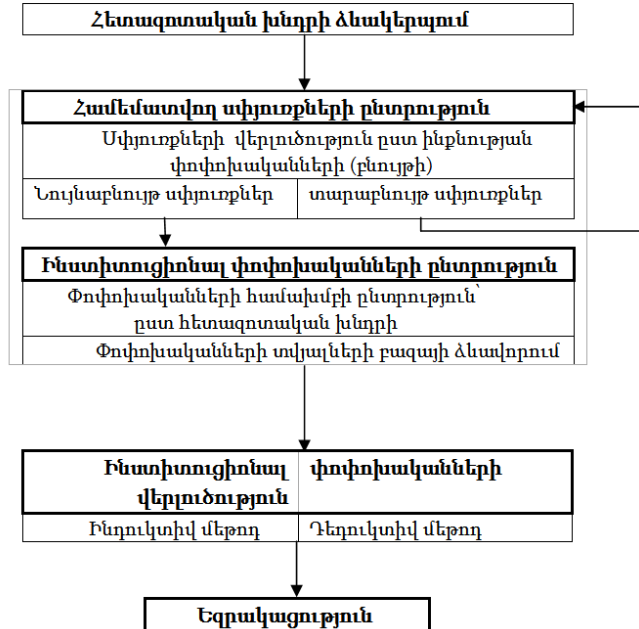 Հետազոտական խնդրի ձևակերպում
Համեմատվող սփյուռքների ընտրություն
Սփյուռքների վերլուծություն ըստ ինքնության
փոփոխականների (բնույթի)
Նույնաբնույթ սփյուռքներ տարաբնույթ սփյուռքներ
Ինստիտուցիոնալ փոփոխականների ընտրություն
Փոփոխականների համախմբի ընտրություն՝
ըստ հետազոտական խնդրի
Փոփոխականների տվյալների բազայի ձևավորում
Ինստիտուցիոնալ փոփոխականների
վերլուծություն
Ինդուկտիվ մեթոդ Դեդուկտիվ մեթոդ
Եզրակացություն